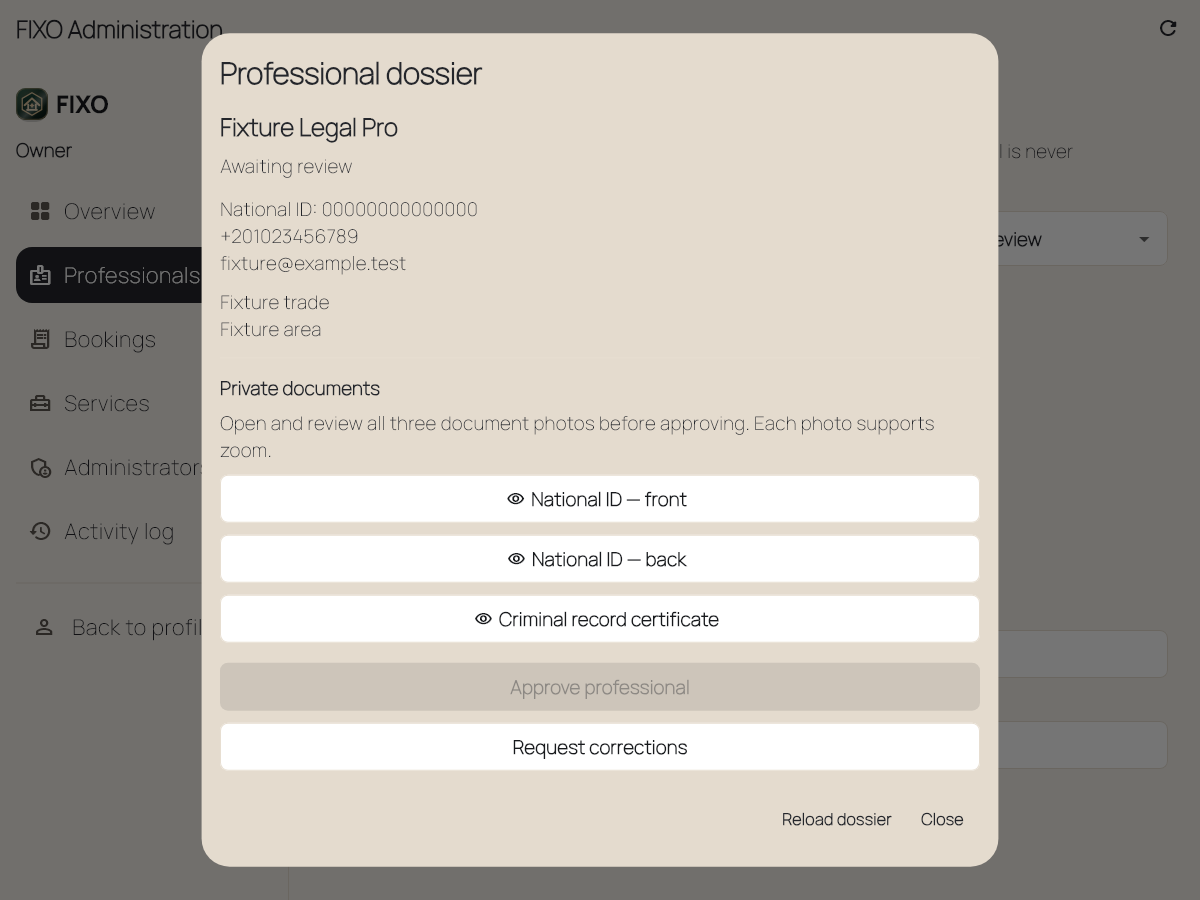 FIXO Administration
FIXO
Owner
Overview
Professionals
Bookings
Services
Administrators
Activity log
Back to profil
l is never
eview
Professional dossier
Fixture Legal Pro
Awaiting review
National ID: 00000000000000
+201023456789
fixture@example.test
Fixture trade
Fixture area
Private documents
Open and review all three document photos before approving. Each photo supports
zoom.
National ID — front
National ID — back
Criminal record certificate
Approve professional
Request corrections
Reload dossier
Close